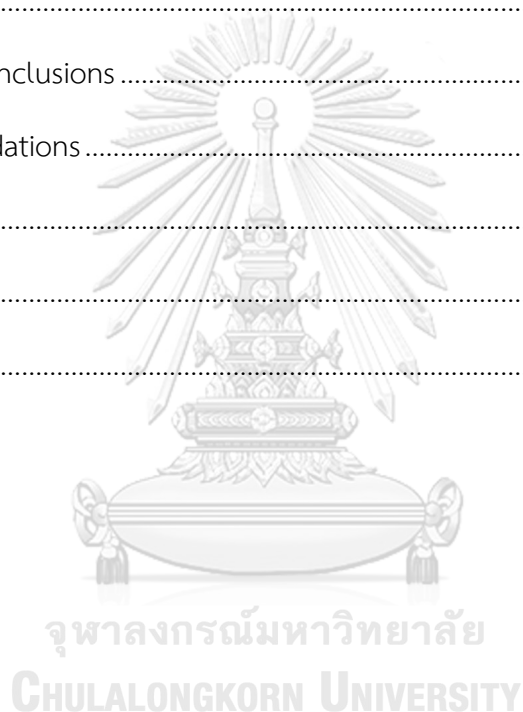 ....................................................................................
nclusions ................................................................
dations .....................................................................
....................................................................................
....................................................................................
....................................................................................
จุฬาลงกรณ์มหาวิทยาลัย
CHULALONGKORN UNIVERSITY